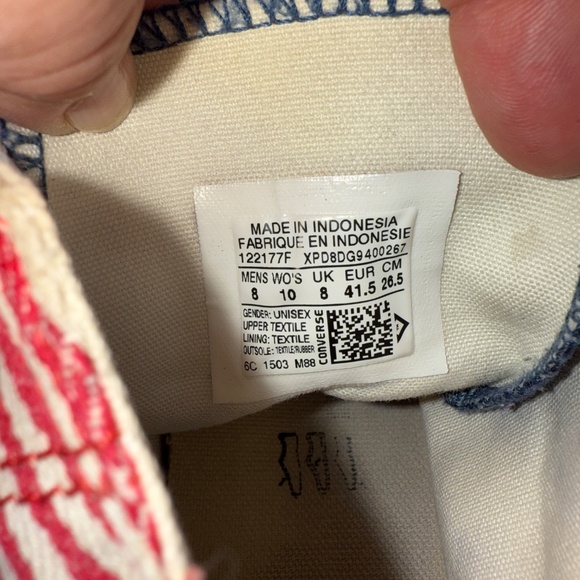 MADE IN INDONESIA
FABRIQUE EN INDONESIE
122177F XPD8DG9400267
MENS WO'S UK EUR CM
8 10 8 41.5 26.5
GENDER: UNISEX
UPPER TEXTILE
LINING: TEXTILE
OUTSOLE: TEXTILE/RUBBER
6C 1503 M88
CONVERSE